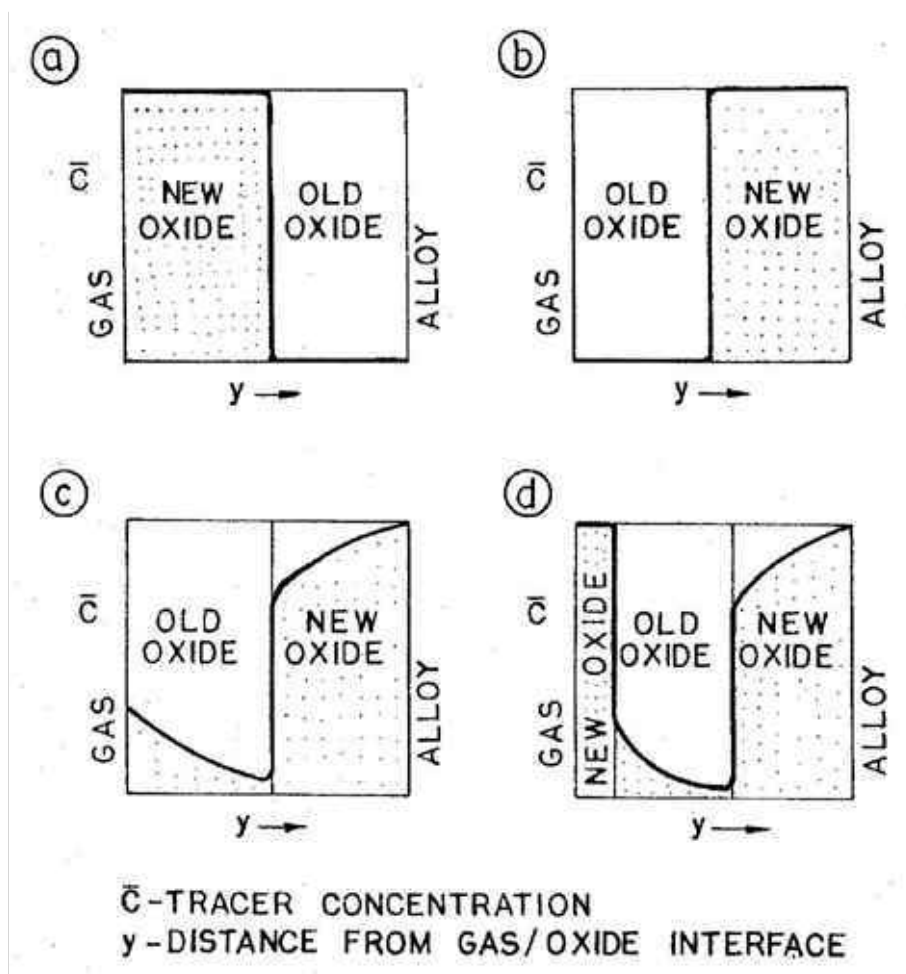 a
C̄
NEW
OXIDE
OLD
OXIDE
GAS
ALLOY
y →
b
C̄
OLD
OXIDE
NEW
OXIDE
GAS
ALLOY
y →
c
C̄
OLD
OXIDE
NEW
OXIDE
GAS
ALLOY
y →
d
C̄
NEW OXIDE
OLD
OXIDE
NEW
OXIDE
GAS
ALLOY
y →
C̄-TRACER CONCENTRATION
y-DISTANCE FROM GAS/OXIDE INTERFACE